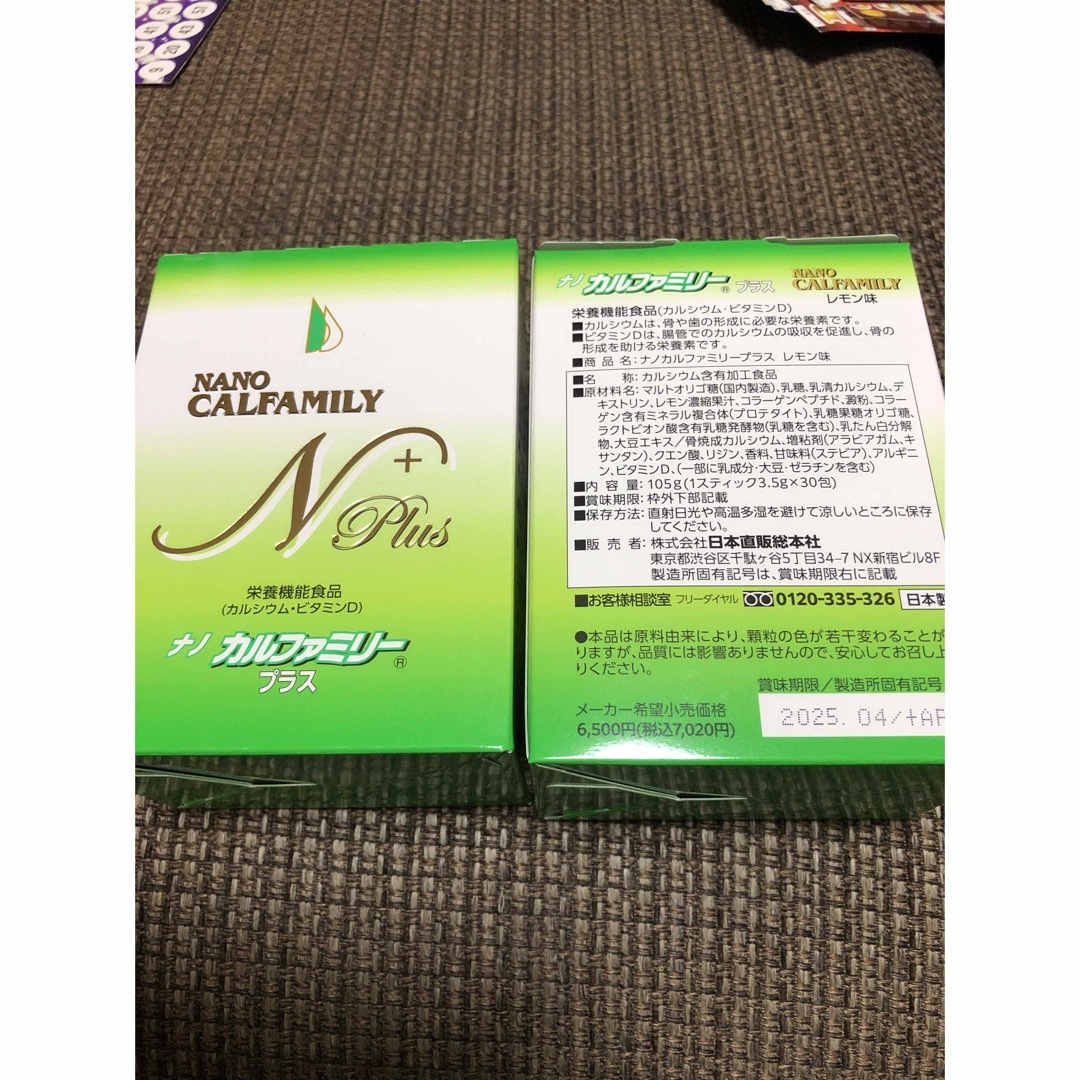 NANO
CALFAMILY
N+
Plus
栄養機能食品
(カルシウム・ビタミンD)
ナノ カルファミリー®
プラス
ナノ カルファミリー® プラス NANO CALFAMILY
レモン味
栄養機能食品(カルシウム・ビタミンD)
■カルシウムは、骨や歯の形成に必要な栄養素です。
■ビタミンDは、腸管でのカルシウムの吸収を促進し、骨の
形成を助ける栄養素です。
■商品名:ナノカルファミリープラス レモン味
■名 称:カルシウム含有加工食品
■原材料名:マルトオリゴ糖(国内製造)、乳糖、乳清カルシウム、デ
キストリン、レモン濃縮果汁、コラーゲンペプチド、澱粉、コラー
ゲン含有ミネラル複合体(プロテタイト)、乳糖果糖オリゴ糖、
ラクトビオン酸含有乳糖発酵物(乳糖を含む)、乳たん白分解
物、大豆エキス/骨焼成カルシウム、増粘剤(アラビアガム、キ
サンタン)、クエン酸、リジン、香料、甘味料(ステビア)、アルギニ
ン、ビタミンD、(一部に乳成分・大豆・ゼラチンを含む)
■内容量:105g(1スティック3.5g×30包)
■賞味期限:枠外下部記載
■保存方法:直射日光や高温多湿を避けて涼しいところに保存
してください。
■販売者:株式会社日本直販総本社
東京都渋谷区千駄ヶ谷5丁目34-7 NX新宿ビル8F
製造所固有記号は、賞味期限右に記載
■お客様相談室 フリーダイヤル 0120-335-326 日本製
●本品は原料由来により、顆粒の色が若干変わることが
りますが、品質には影響ありませんので、安心してお召し上
りください。
賞味期限/製造所固有記号
メーカー希望小売価格
6,500円(税込7,020円)
2025. 04/+AF